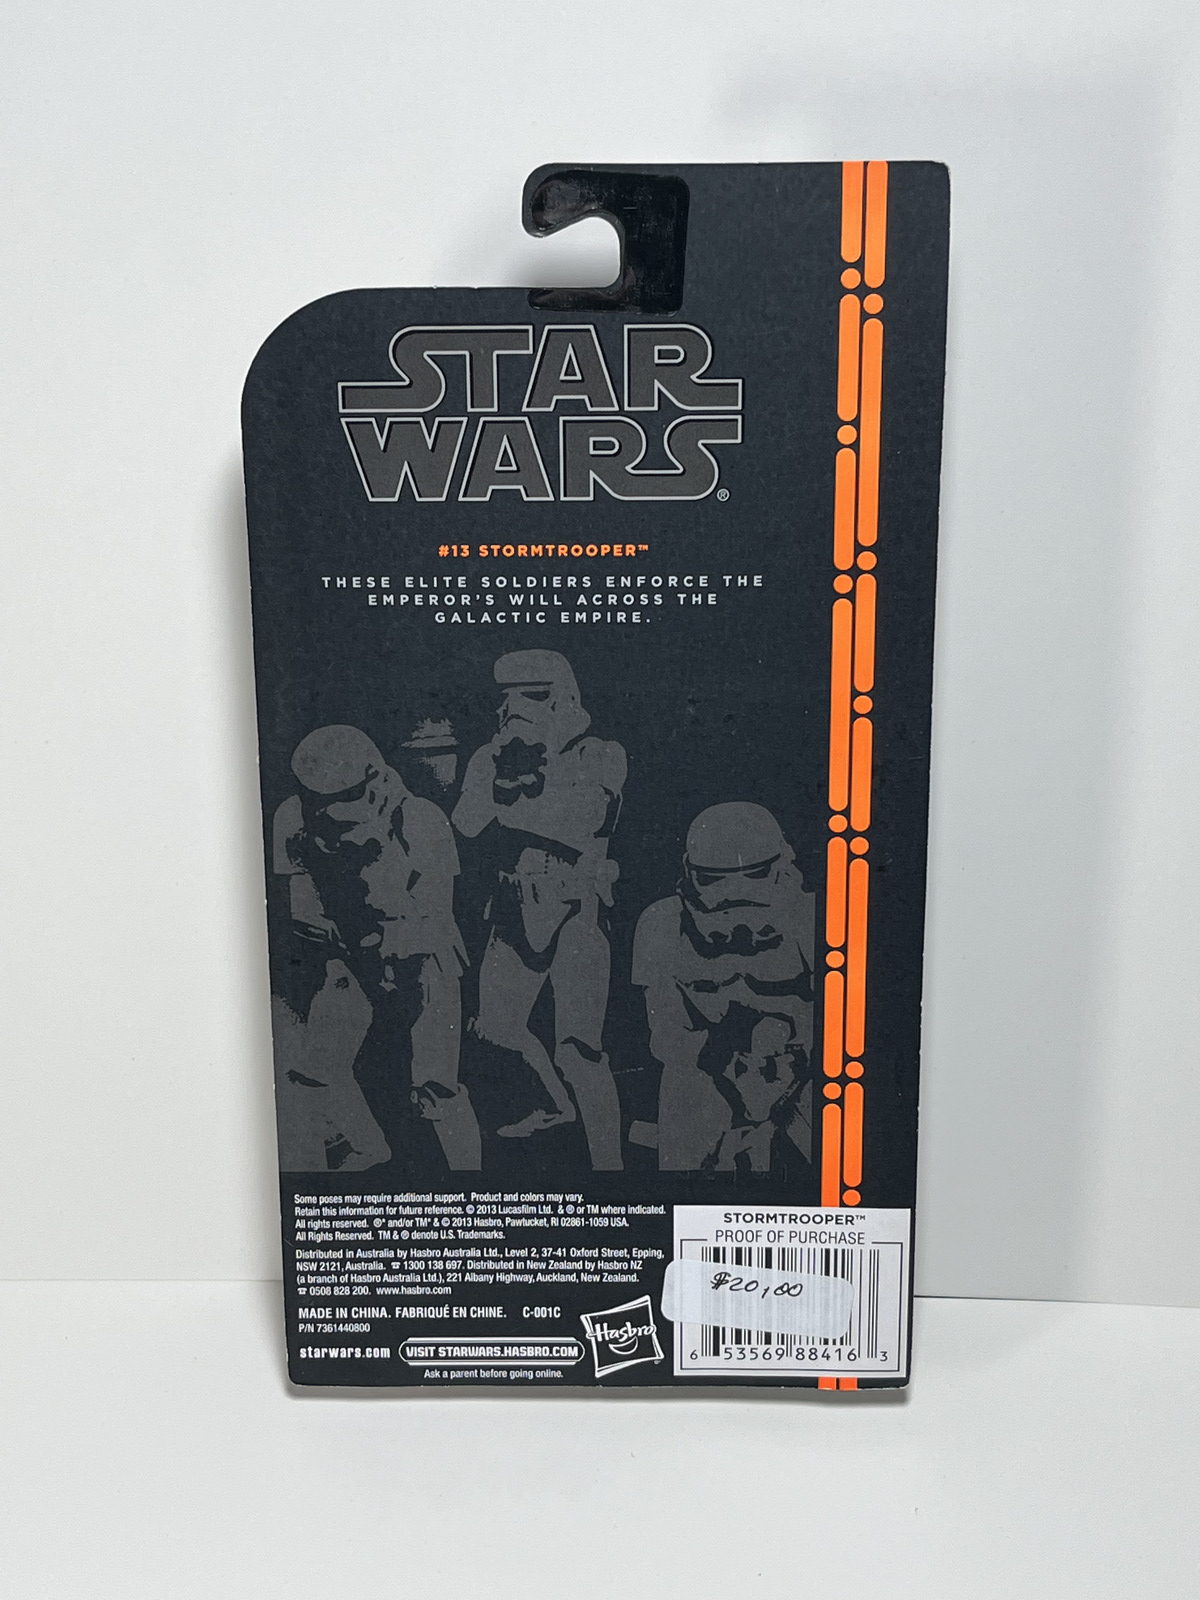 STAR
WARS®
#13 STORMTROOPER™
THESE ELITE SOLDIERS ENFORCE THE
EMPEROR'S WILL ACROSS THE
GALACTIC EMPIRE.
Some poses may require additional support. Product and colors may vary.
Retain this information for future reference. © 2013 Lucasfilm Ltd. & ® or TM where indicated.
All rights reserved. ®* and/or TM* & © 2013 Hasbro, Pawtucket, RI 02861-1059 USA.
All Rights Reserved. TM & ® denote U.S. Trademarks.
Distributed in Australia by Hasbro Australia Ltd., Level 2, 37-41 Oxford Street, Epping,
NSW 2121, Australia. ☎ 1300 138 697. Distributed in New Zealand by Hasbro NZ
(a branch of Hasbro Australia Ltd.), 221 Albany Highway, Auckland, New Zealand.
☎ 0508 828 200. www.hasbro.com
MADE IN CHINA. FABRIQUÉ EN CHINE. C-001C
P/N 7361440800
starwars.com VISIT STARWARS.HASBRO.COM
Ask a parent before going online.
Hasbro®
STORMTROOPER™
PROOF OF PURCHASE
$20,00
6 53569 88416 3